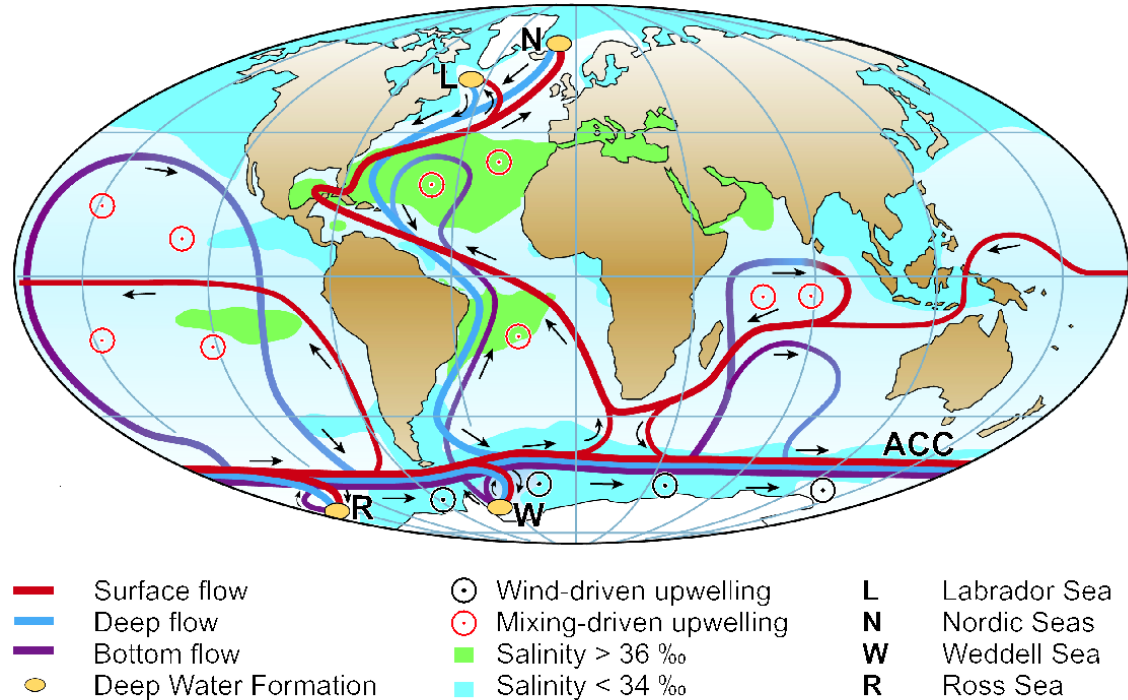 N
L
ACC
R
W
Surface flow
Deep flow
Bottom flow
Deep Water Formation
Wind-driven upwelling
Mixing-driven upwelling
Salinity > 36 ‰
Salinity < 34 ‰
L Labrador Sea
N Nordic Seas
W Weddell Sea
R Ross Sea